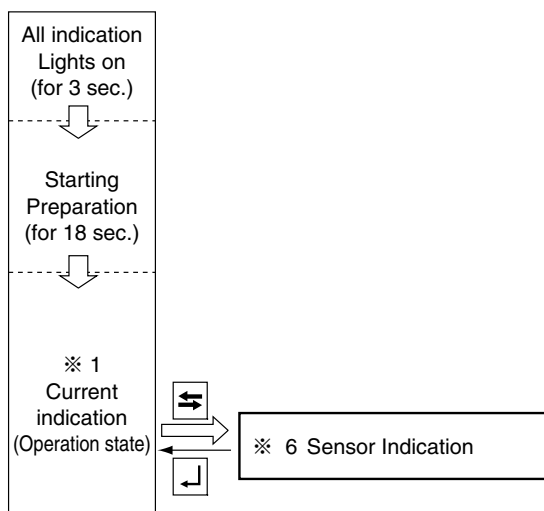 All indication
Lights on
(for 3 sec.)
Starting
Preparation
(for 18 sec.)
※ 1
Current
indication
(Operation state)
※ 6 Sensor Indication